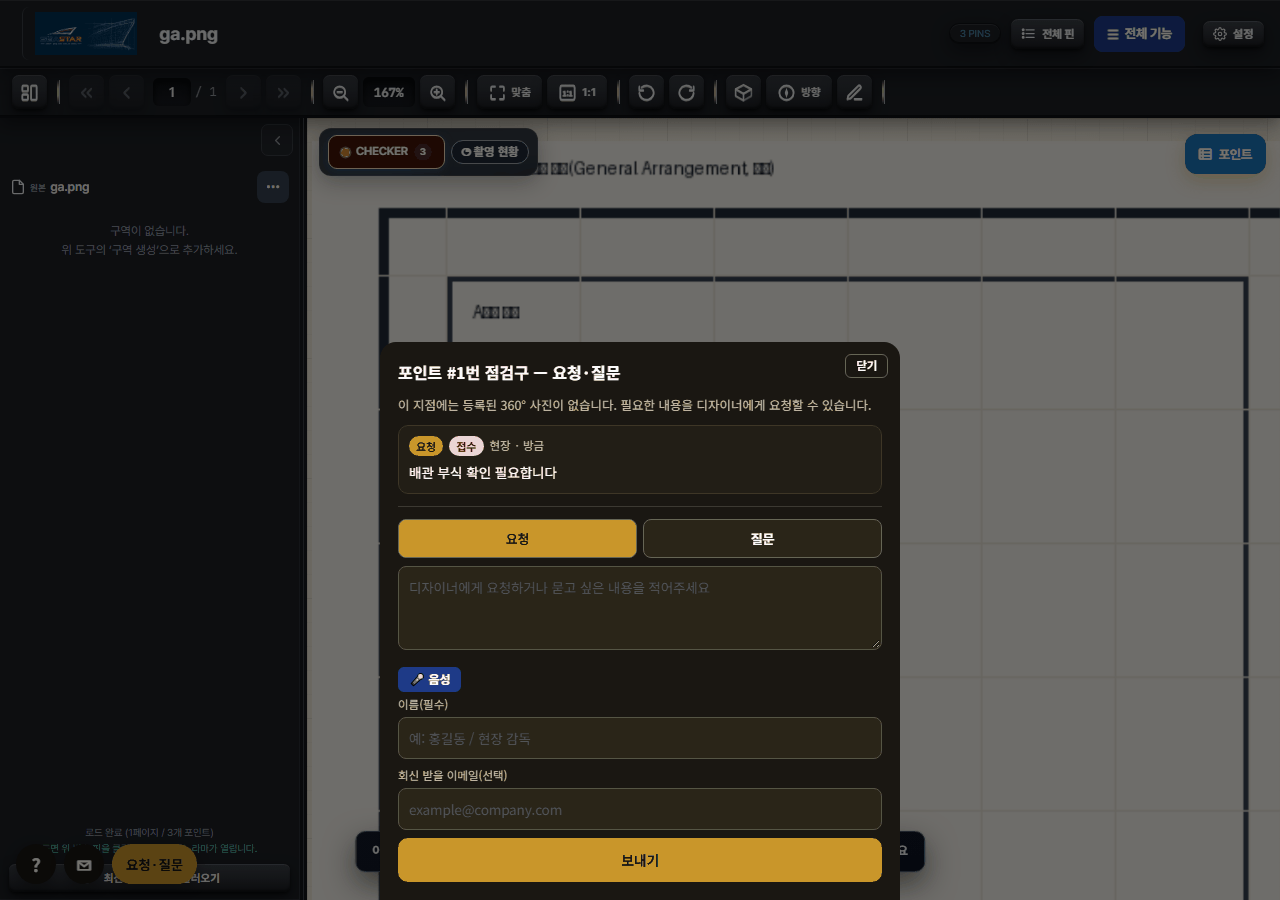 ga.png
3 PINS
전체 핀
전체 기능
설정
1 / 1
167%
맞춤
1:1
방향
CHECKER 3
촬영 현황
(General Arrangement,
포인트
원본 ga.png
구역이 없습니다.
위 도구의 '구역 생성'으로 추가하세요.
A
포인트 #1번 점검구 — 요청·질문
닫기
이 지점에는 등록된 360° 사진이 없습니다. 필요한 내용을 디자이너에게 요청할 수 있습니다.
요청 접수 현장 · 방금
배관 부식 확인 필요합니다
요청
질문
디자이너에게 요청하거나 묻고 싶은 내용을 적어주세요
음성
이름(필수)
예: 홍길동 / 현장 감독
회신 받을 이메일(선택)
example@company.com
보내기
로드 완료 (1페이지 / 3개 포인트)
열립니다.
?
요청·질문